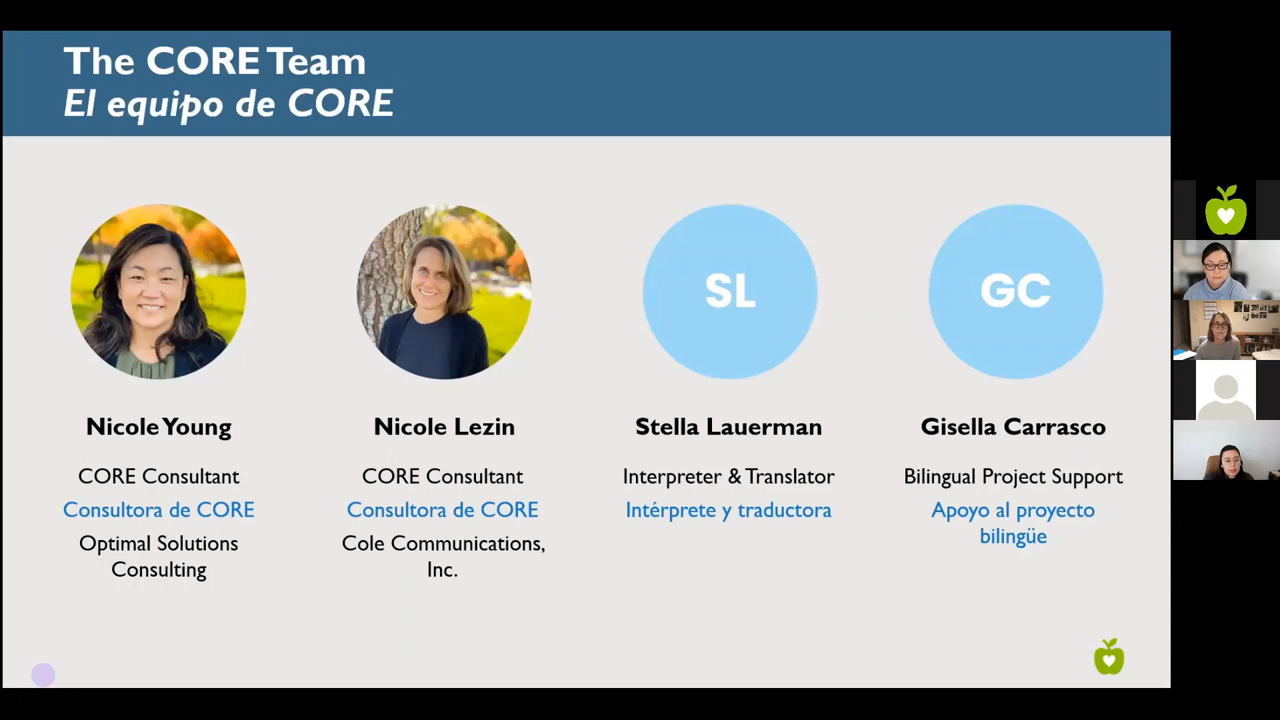 The CORE Team
El equipo de CORE
SL
GC
Nicole Young
Nicole Lezin
Stella Lauerman
Gisella Carrasco
CORE Consultant
CORE Consultant
Interpreter & Translator
Bilingual Project Support
Consultora de CORE
Consultora de CORE
Intérprete y traductora
Apoyo al proyecto
bilingüe
Optimal Solutions
Consulting
Cole Communications,
Inc.